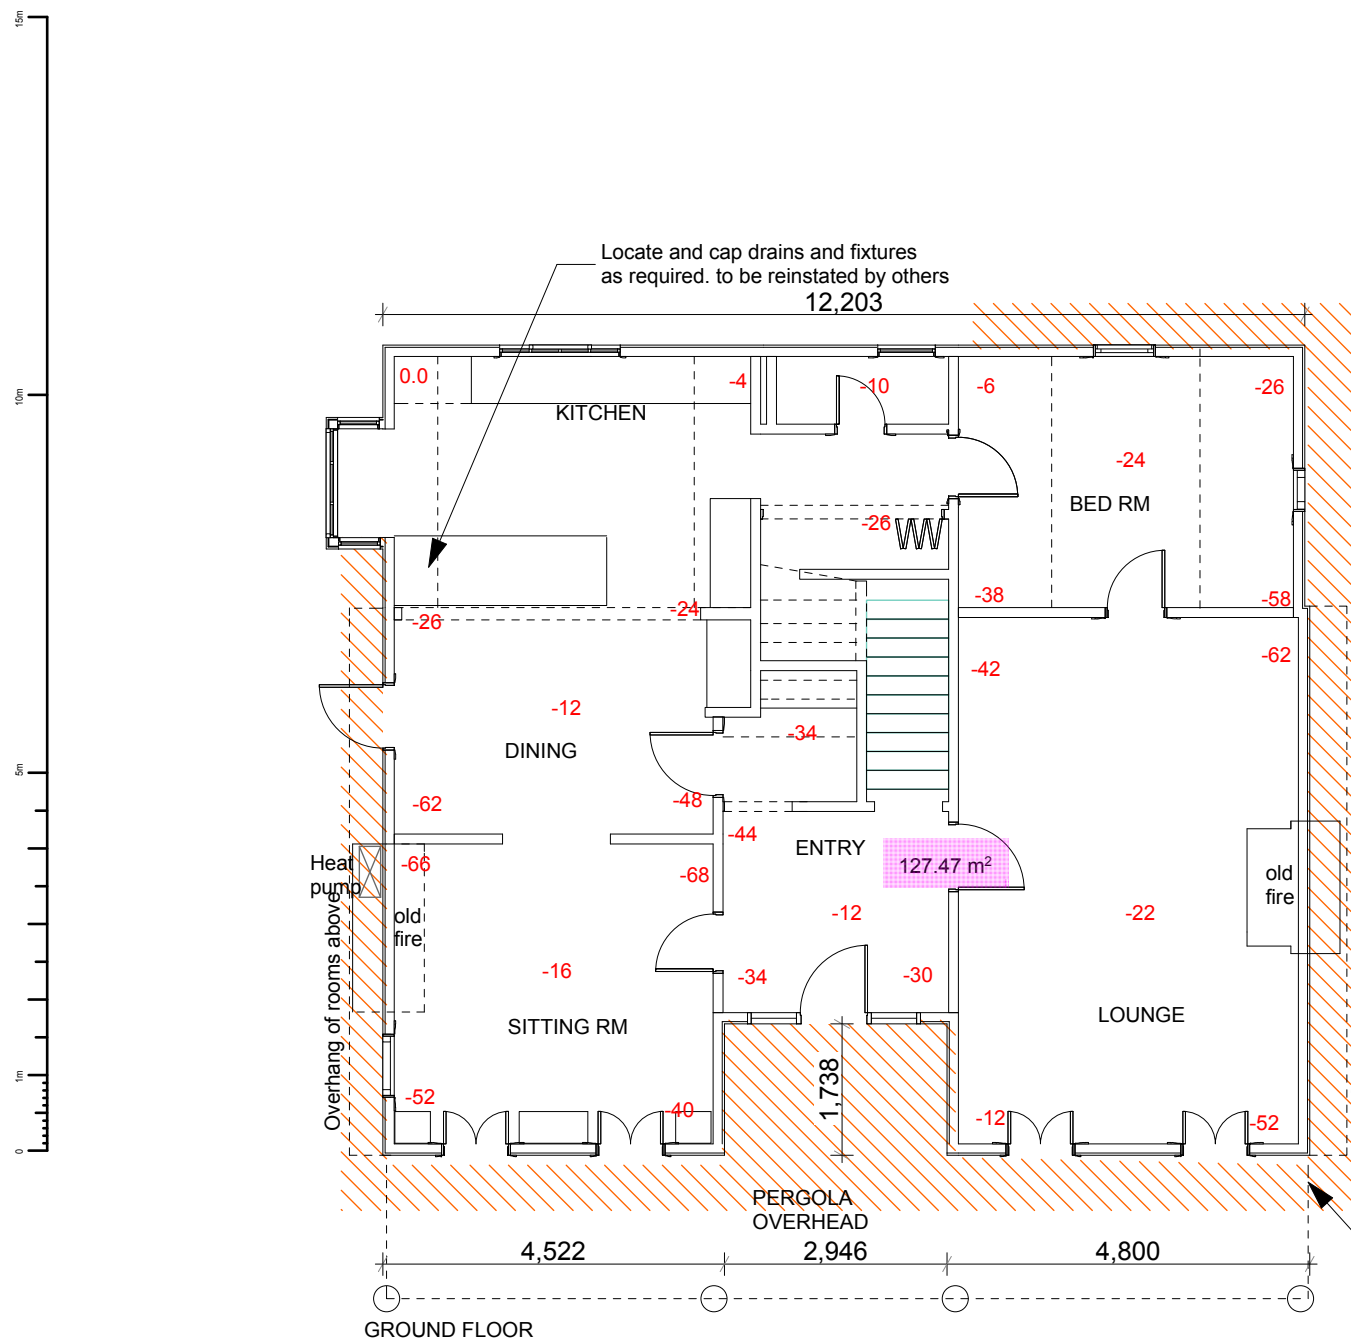 15m
Locate and cap drains and fixtures
as required. to be reinstated by others
12,203
0.0
-4
-10
-6
-26
10m
KITCHEN
-24
BED RM
-26
-38
-58
-24
-26
-42
-62
-12
-34
DINING
5m
-62
-48
-44
ENTRY
127.47 m²
Heat
pump
-66
-68
old
fire
old
fire
-12
-22
Overhang of rooms above
-16
-34
-30
SITTING RM
LOUNGE
1m
1,738
-52
-40
-12
-52
0
PERGOLA
OVERHEAD
4,522
2,946
4,800
GROUND FLOOR